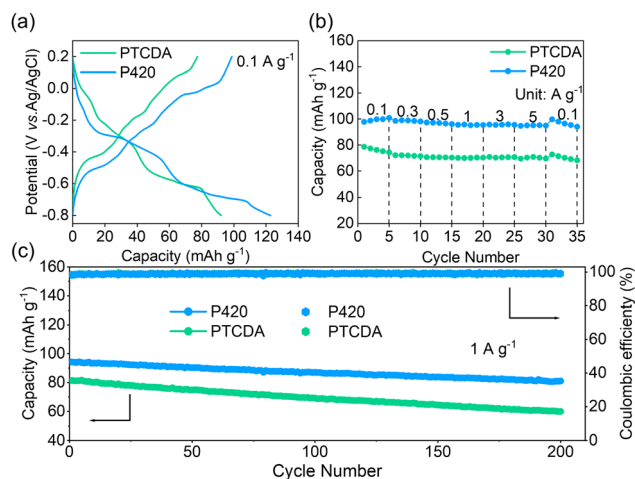 (a)
0.2
0.0
-0.2
-0.4
-0.6
-0.8
Potential (V vs.Ag/AgCl)
PTCDA
P420
0.1 A g-1
0 20 40 60 80 100 120 140
Capacity (mAh g-1)
(b)
160
140
120
100
80
60
40
20
Capacity (mAh g-1)
PTCDA
P420
Unit: A g-1
0.1 0.3 0.5 1 3 5 0.1
0 5 10 15 20 25 30 35
Cycle Number
(c)
160
140
120
100
80
60
40
Capacity (mAh g-1)
P420 P420
PTCDA PTCDA
1 A g-1
100
80
60
40
20
0
Coulombic efficienty (%)
0 50 100 150 200
Cycle Number